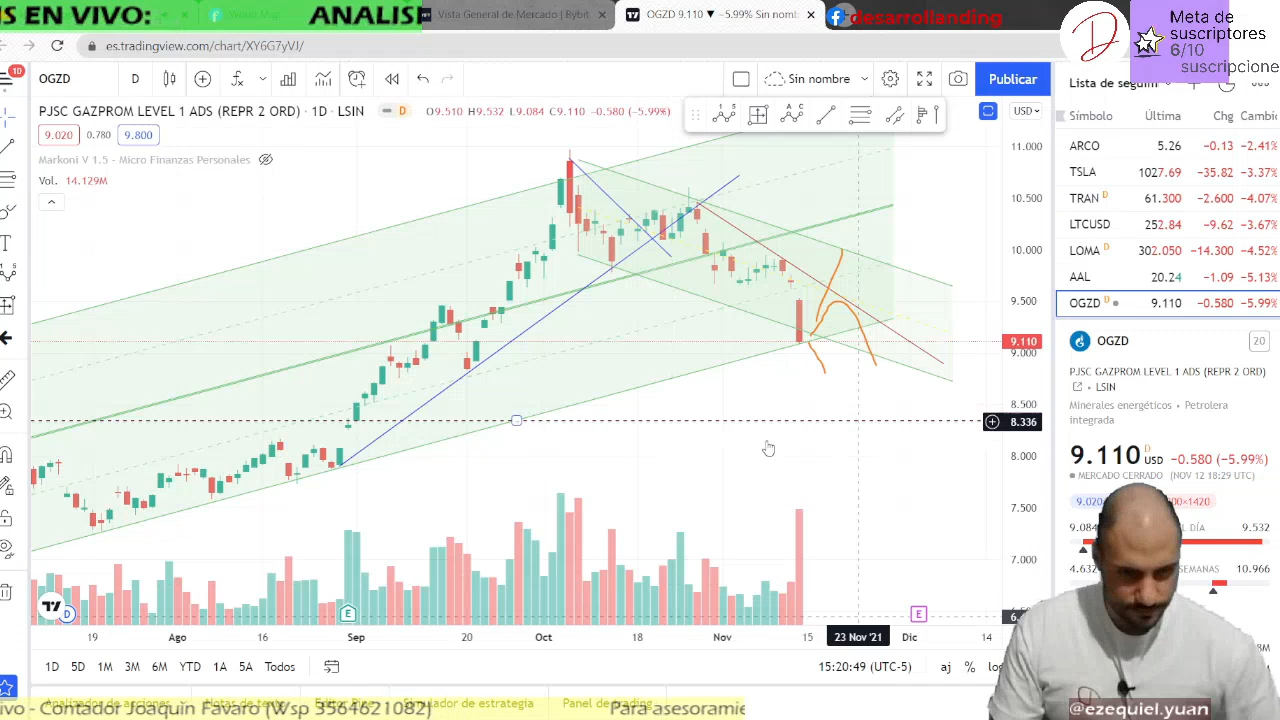 S EN VIVO:
ANALISI
Vista General de Mercado | Bybit
OGZD 9.110 ▼ −5.99% Sin nomb
desarrollanding
Meta de
suscriptores
6/10
suscripcione
es.tradingview.com/chart/XY6G7yVJ/
10
OGZD
D
Sin nombre
Publicar
Lista de seguim
PJSC GAZPROM LEVEL 1 ADS (REPR 2 ORD) · 1D · LSIN
D
O9.510 H9.532 L9.084 C9.110 −0.580 (−5.99%)
USD
9.020 0.780 9.800
Markoni V 1.5 - Micro Finanzas Personales
Vol. 14.129M
11.000
10.500
10.000
9.500
9.110
9.000
8.500
8.336
8.000
7.500
7.000
Símbolo Última Chg Cambio
ARCO 5.26 −0.13 −2.41%
TSLA 1027.69 −35.82 −3.37%
TRAN D 61.300 −2.600 −4.07%
LTCUSD 252.84 −9.62 −3.67%
LOMA D 302.050 −14.300 −4.52%
AAL 20.24 −1.09 −5.13%
OGZD D 9.110 −0.580 −5.99%
OGZD
20
PJSC GAZPROM LEVEL 1 ADS (REPR 2 ORD)
LSIN
Minerales energéticos • Petrolera
integrada
9.110 D USD −0.580 (−5.99%)
MERCADO CERRADO (NOV 12 18:29 UTC)
9.084
9.532
SEMANAS 10.966
E
E
19 Ago 16 Sep 20 Oct 18 Nov 15 23 Nov '21 Dic 14
1D 5D 1M 3M 6M YTD 1A 5A Todos
15:20:49 (UTC-5)
aj % log
Panel de trading
ivo - Contador Joaquin Favaro (Wsp 3564621082)
Para asesoramie
@ezequiel.yuan